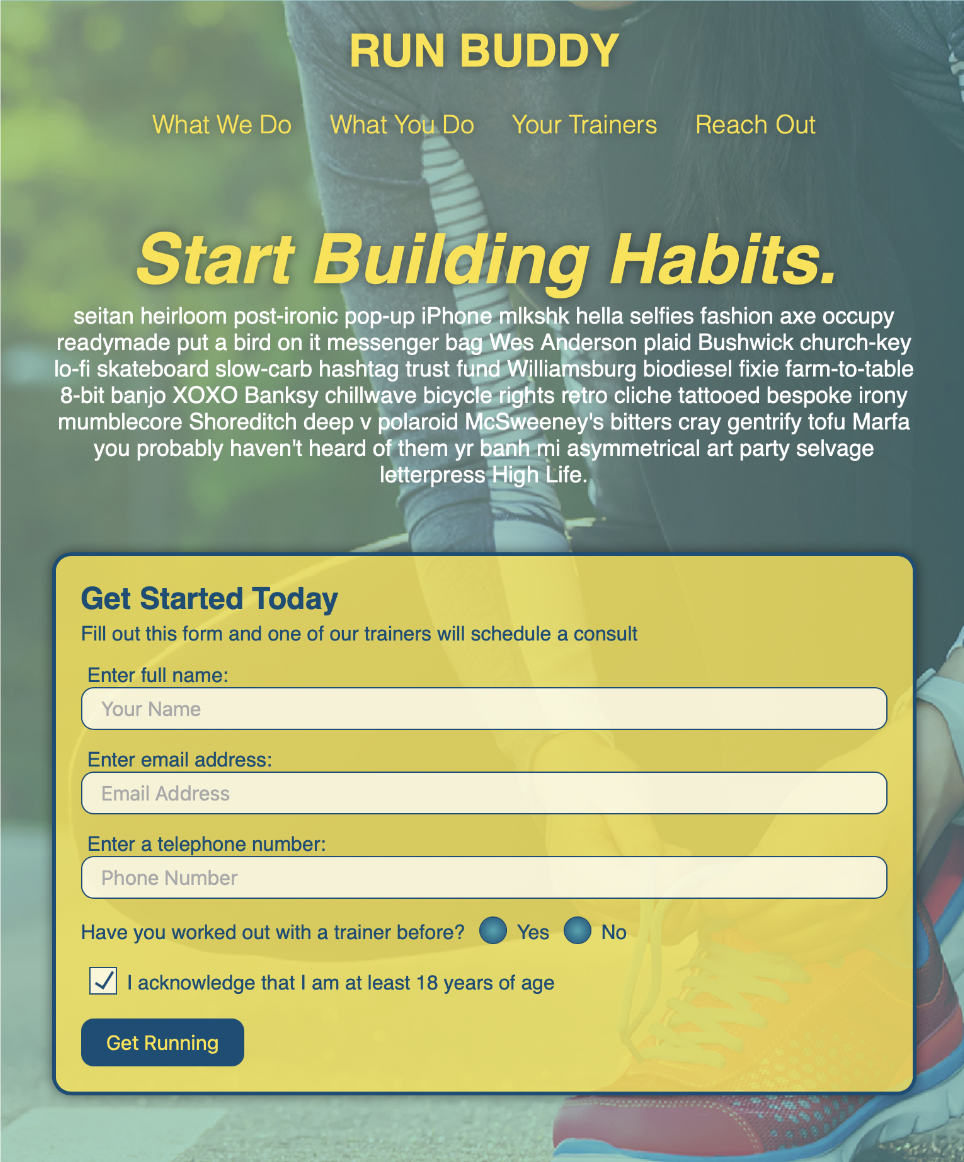 RUN BUDDY
What We Do What You Do Your Trainers Reach Out
Start Building Habits.
seitan heirloom post-ironic pop-up iPhone mlkshk hella selfies fashion axe occupy
readymade put a bird on it messenger bag Wes Anderson plaid Bushwick church-key
lo-fi skateboard slow-carb hashtag trust fund Williamsburg biodiesel fixie farm-to-table
8-bit banjo XOXO Banksy chillwave bicycle rights retro cliche tattooed bespoke irony
mumblecore Shoreditch deep v polaroid McSweeney's bitters cray gentrify tofu Marfa
you probably haven't heard of them yr banh mi asymmetrical art party selvage
letterpress High Life.
Get Started Today
Fill out this form and one of our trainers will schedule a consult
Enter full name:
Your Name
Enter email address:
Email Address
Enter a telephone number:
Phone Number
Have you worked out with a trainer before? Yes No
I acknowledge that I am at least 18 years of age
Get Running